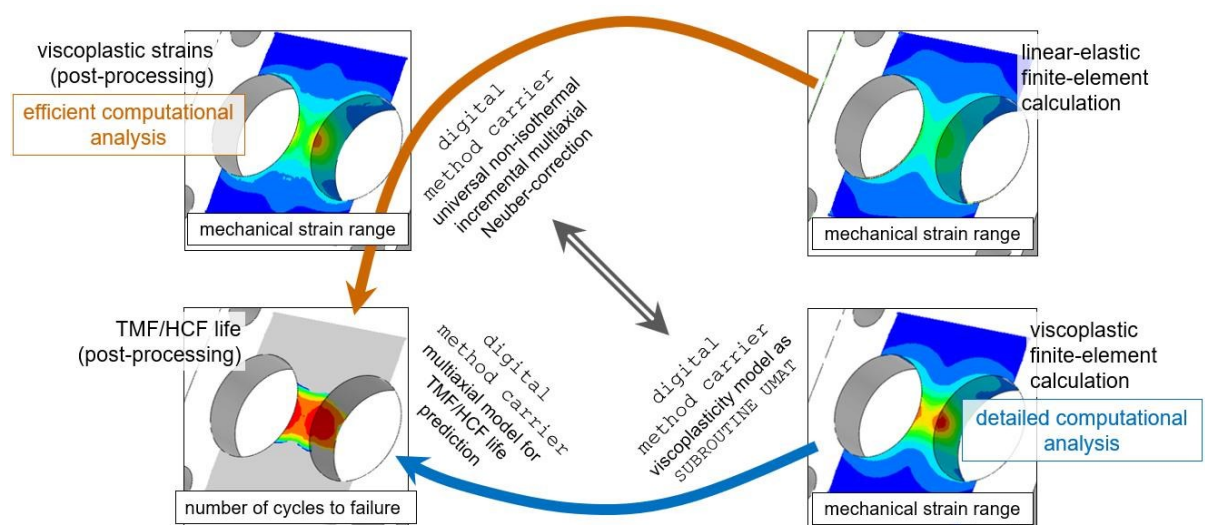 viscoplastic strains
(post-processing)
efficient computational
analysis
mechanical strain range
digital
method carrier
universal non-isothermal
incremental multiaxial
Neuber-correction
linear-elastic
finite-element
calculation
mechanical strain range
TMF/HCF life
(post-processing)
number of cycles to failure
digital
method carrier
multiaxial model for
TMF/HCF life
prediction
digital
method carrier
viscoplasticity model as
SUBROUTINE UMAT
viscoplastic
finite-element
calculation
detailed computational
analysis
mechanical strain range